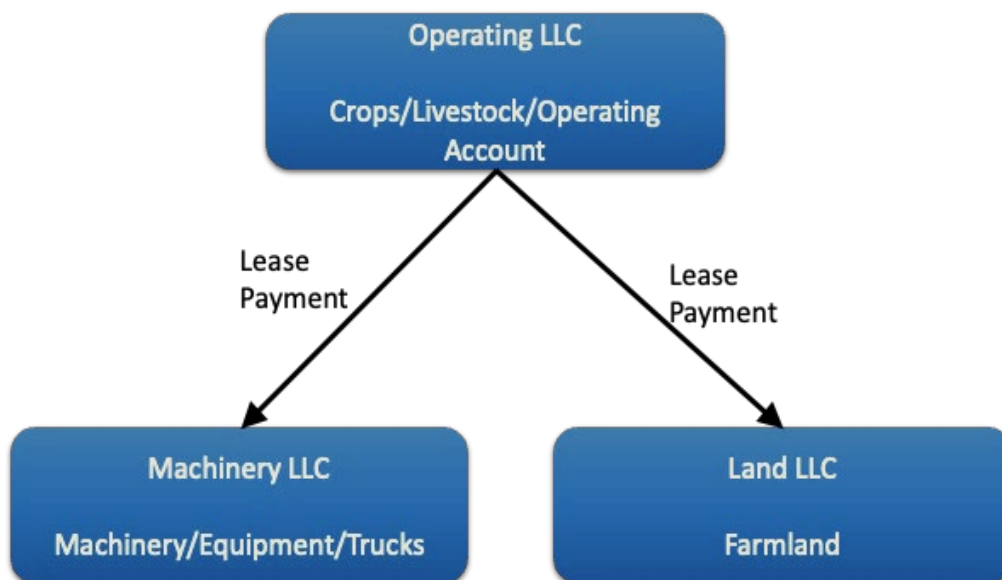 Operating LLC
Crops/Livestock/Operating
Account
Lease
Payment
Lease
Payment
Machinery LLC
Machinery/Equipment/Trucks
Land LLC
Farmland